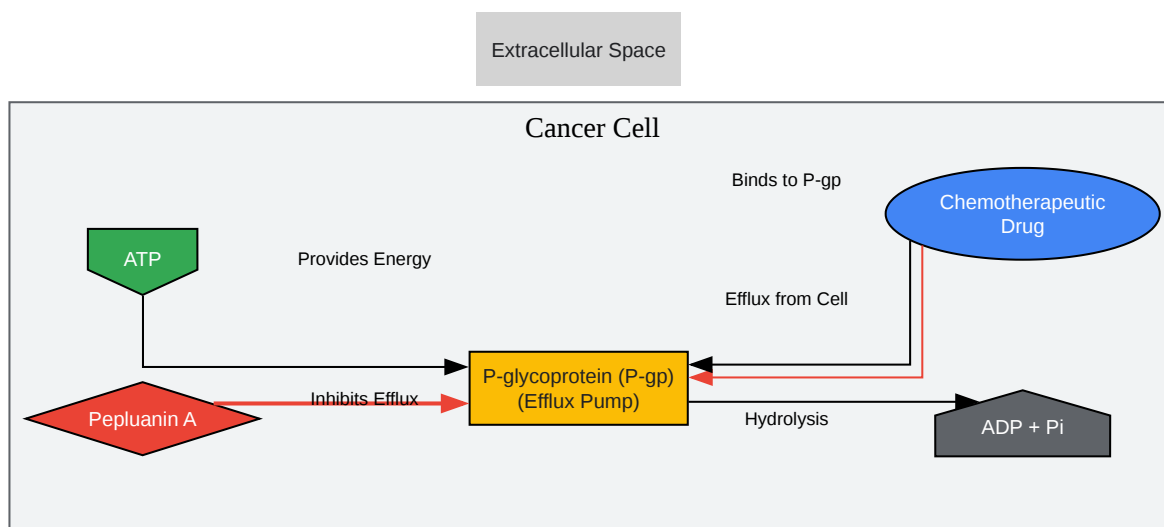 Extracellular Space
Cancer Cell
Binds to P-gp
Chemotherapeutic
Drug
ATP
Provides Energy
Efflux from Cell
P-glycoprotein (P-gp)
(Efflux Pump)
Inhibits Efflux
Pepluanin A
Hydrolysis
ADP + Pi